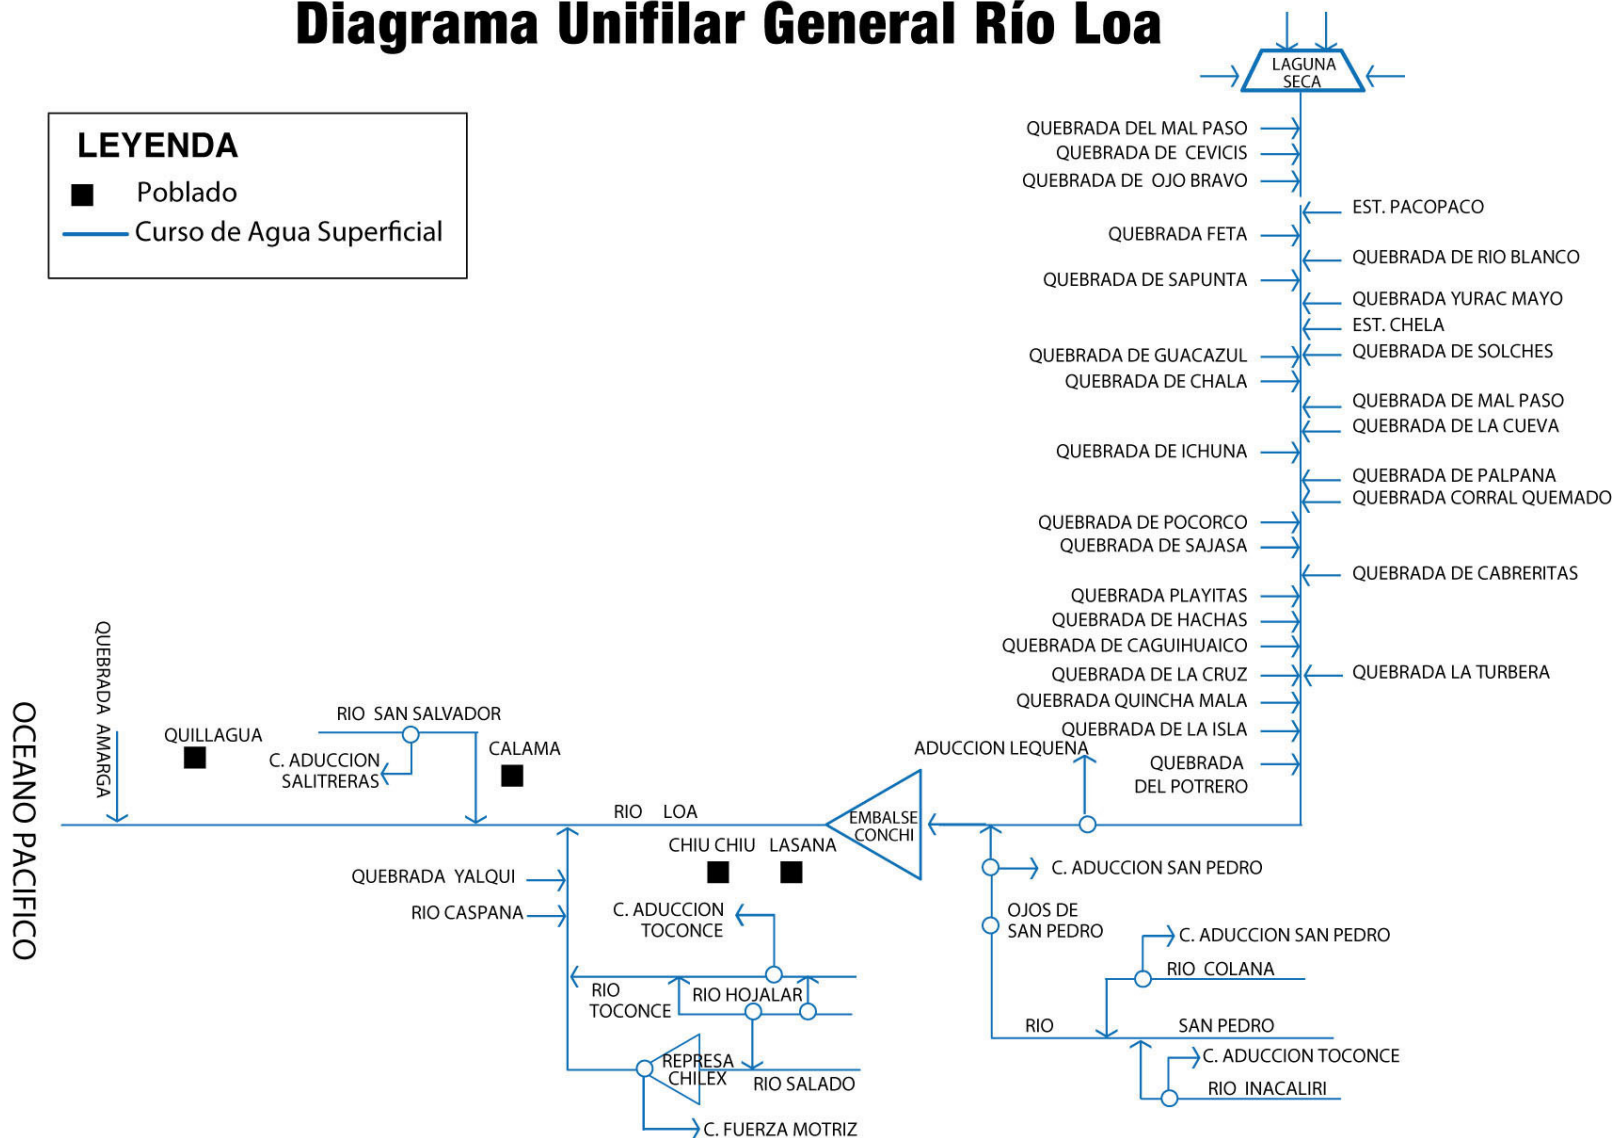 Diagrama Unifilar General Río Loa
LAGUNA
SECA
LEYENDA
Poblado
Curso de Agua Superficial
QUEBRADA DEL MAL PASO
QUEBRADA DE CEVICIS
QUEBRADA DE OJO BRAVO
EST. PACOPACO
QUEBRADA FETA
QUEBRADA DE RIO BLANCO
QUEBRADA DE SAPUNTA
QUEBRADA YURAC MAYO
EST. CHELA
QUEBRADA DE GUACAZUL
QUEBRADA DE SOLCHES
QUEBRADA DE CHALA
QUEBRADA DE MAL PASO
QUEBRADA DE LA CUEVA
QUEBRADA DE ICHUNA
QUEBRADA DE PALPANA
QUEBRADA CORRAL QUEMADO
QUEBRADA DE POCORCO
QUEBRADA DE SAJASA
QUEBRADA DE CABRERITAS
QUEBRADA PLAYITAS
QUEBRADA DE HACHAS
QUEBRADA DE CAGUIHUAICO
QUEBRADA DE LA CRUZ
QUEBRADA LA TURBERA
QUEBRADA QUINCHA MALA
QUEBRADA DE LA ISLA
ADUCCION LEQUENA
QUEBRADA
DEL POTRERO
OCEANO PACIFICO
QUEBRADA AMARGA
QUILLAGUA
RIO SAN SALVADOR
C. ADUCCION
SALITRERAS
CALAMA
RIO LOA
EMBALSE
CONCHI
CHIU CHIU
LASANA
QUEBRADA YALQUI
RIO CASPANA
C. ADUCCION
TOCONCE
RIO
TOCONCE
RIO HOJALAR
REPRESA
CHILEX
RIO SALADO
C. FUERZA MOTRIZ
C. ADUCCION SAN PEDRO
OJOS DE
SAN PEDRO
C. ADUCCION SAN PEDRO
RIO COLANA
RIO SAN PEDRO
C. ADUCCION TOCONCE
RIO INACALIRI